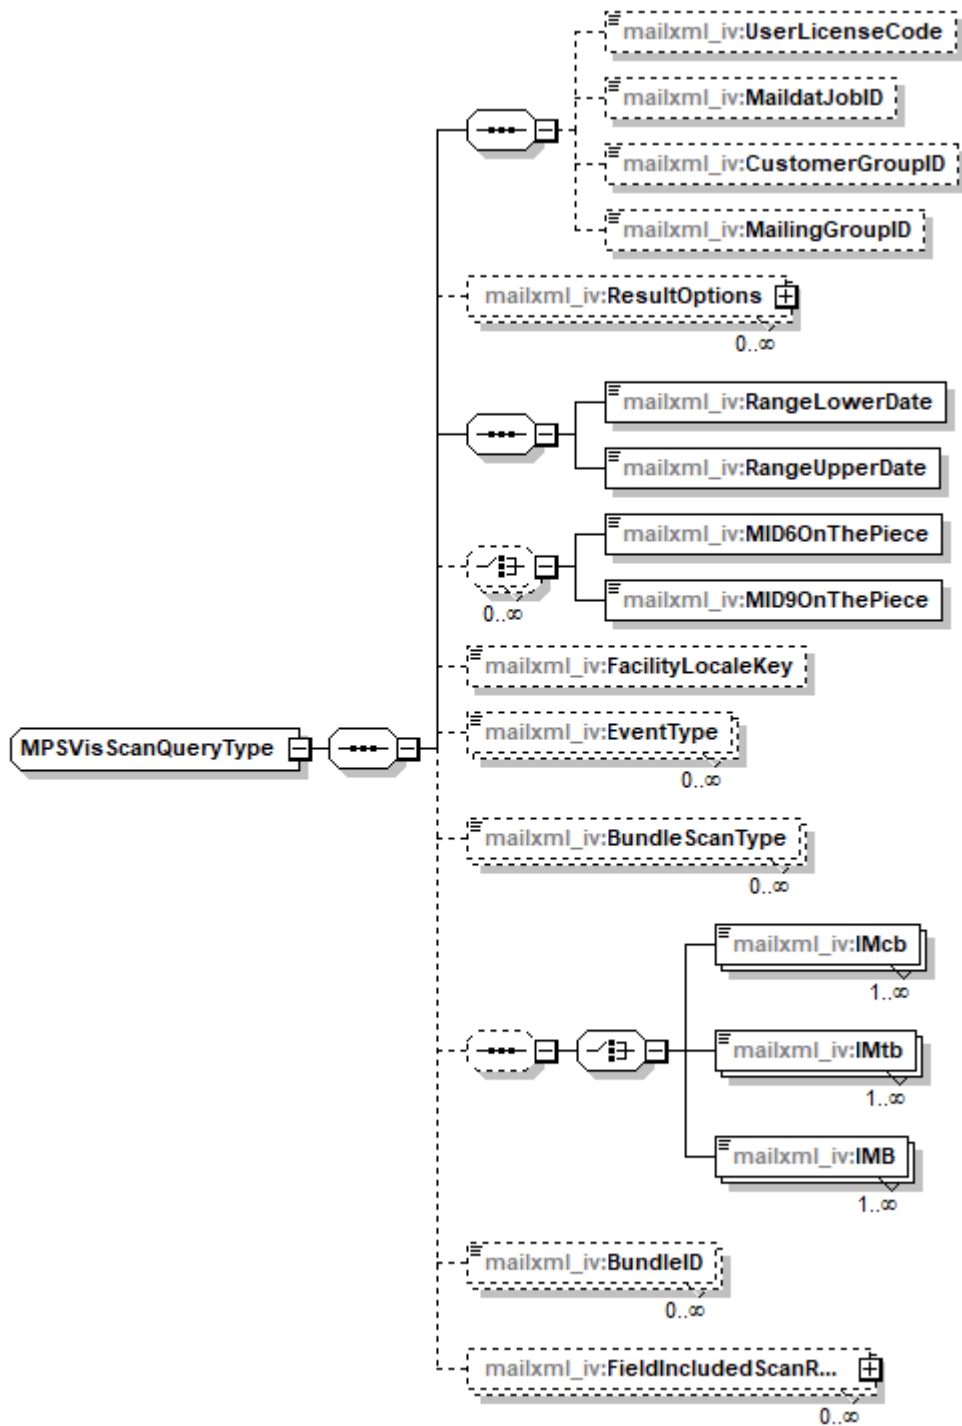 mailxml_iv:UserLicenseCode
mailxml_iv:MaildatJobID
mailxml_iv:CustomerGroupID
mailxml_iv:MailingGroupID
mailxml_iv:ResultOptions
0..∞
mailxml_iv:RangeLowerDate
mailxml_iv:RangeUpperDate
mailxml_iv:MID6OnThePiece
mailxml_iv:MID9OnThePiece
0..∞
mailxml_iv:FacilityLocaleKey
mailxml_iv:EventType
0..∞
MPSVisScanQueryType
mailxml_iv:BundleScanType
0..∞
mailxml_iv:IMcb
1..∞
mailxml_iv:IMtb
1..∞
mailxml_iv:IMB
1..∞
mailxml_iv:BundleID
0..∞
mailxml_iv:FieldIncludedScanR...
0..∞